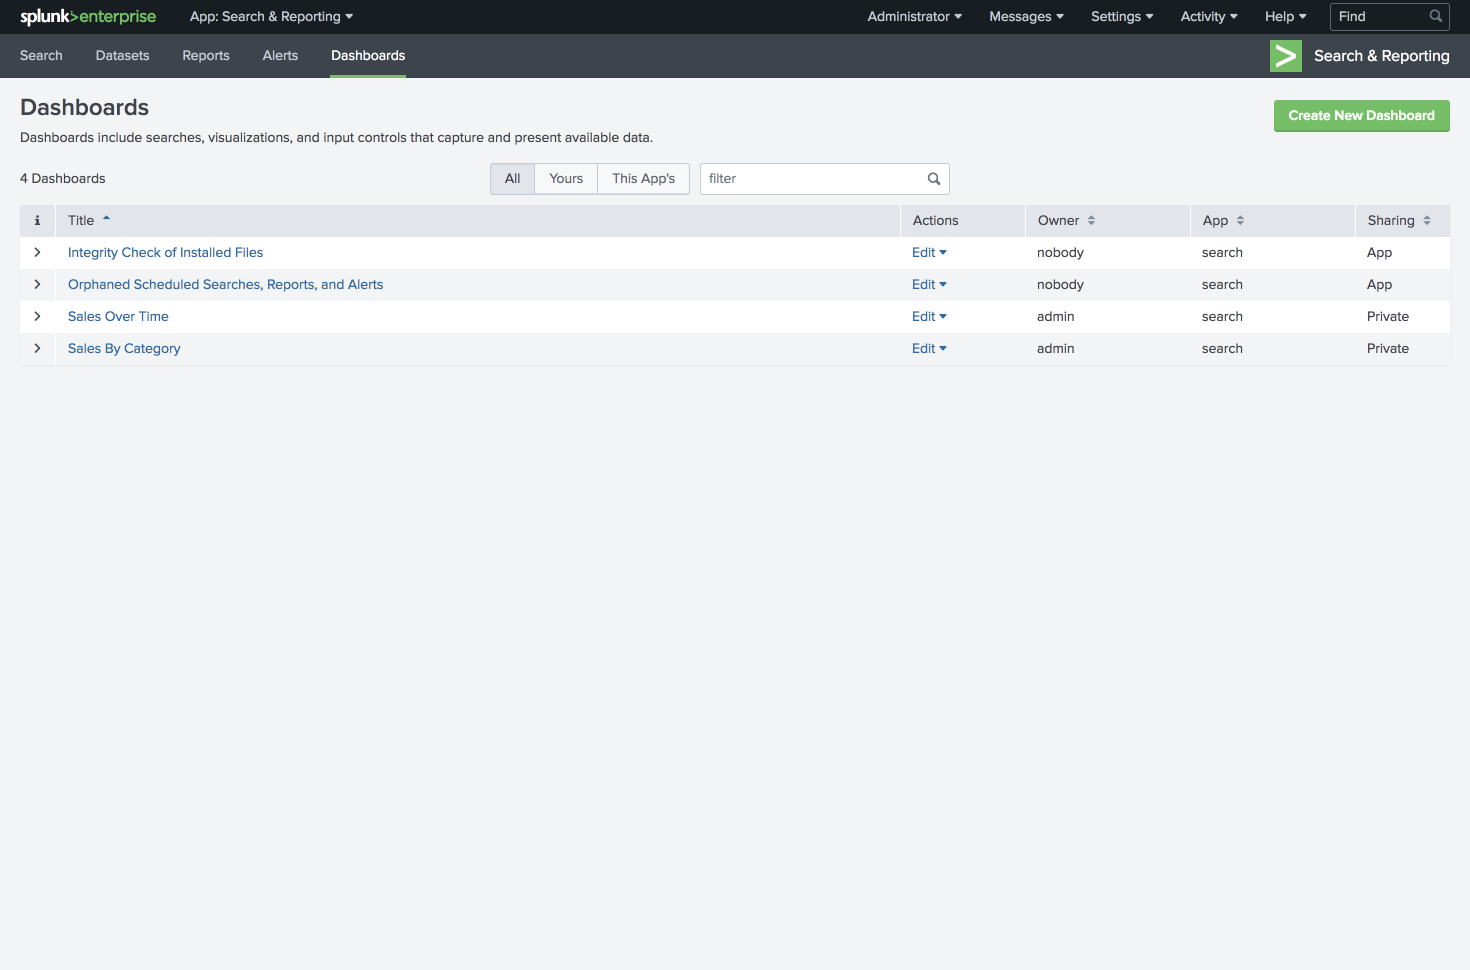 splunk>enterprise App: Search & Reporting Administrator Messages Settings Activity Help Find
Search Datasets Reports Alerts Dashboards Search & Reporting
Dashboards
Create New Dashboard
Dashboards include searches, visualizations, and input controls that capture and present available data.
4 Dashboards All Yours This App's filter
i Title Actions Owner App Sharing
Integrity Check of Installed Files Edit nobody search App
Orphaned Scheduled Searches, Reports, and Alerts Edit nobody search App
Sales Over Time Edit admin search Private
Sales By Category Edit admin search Private